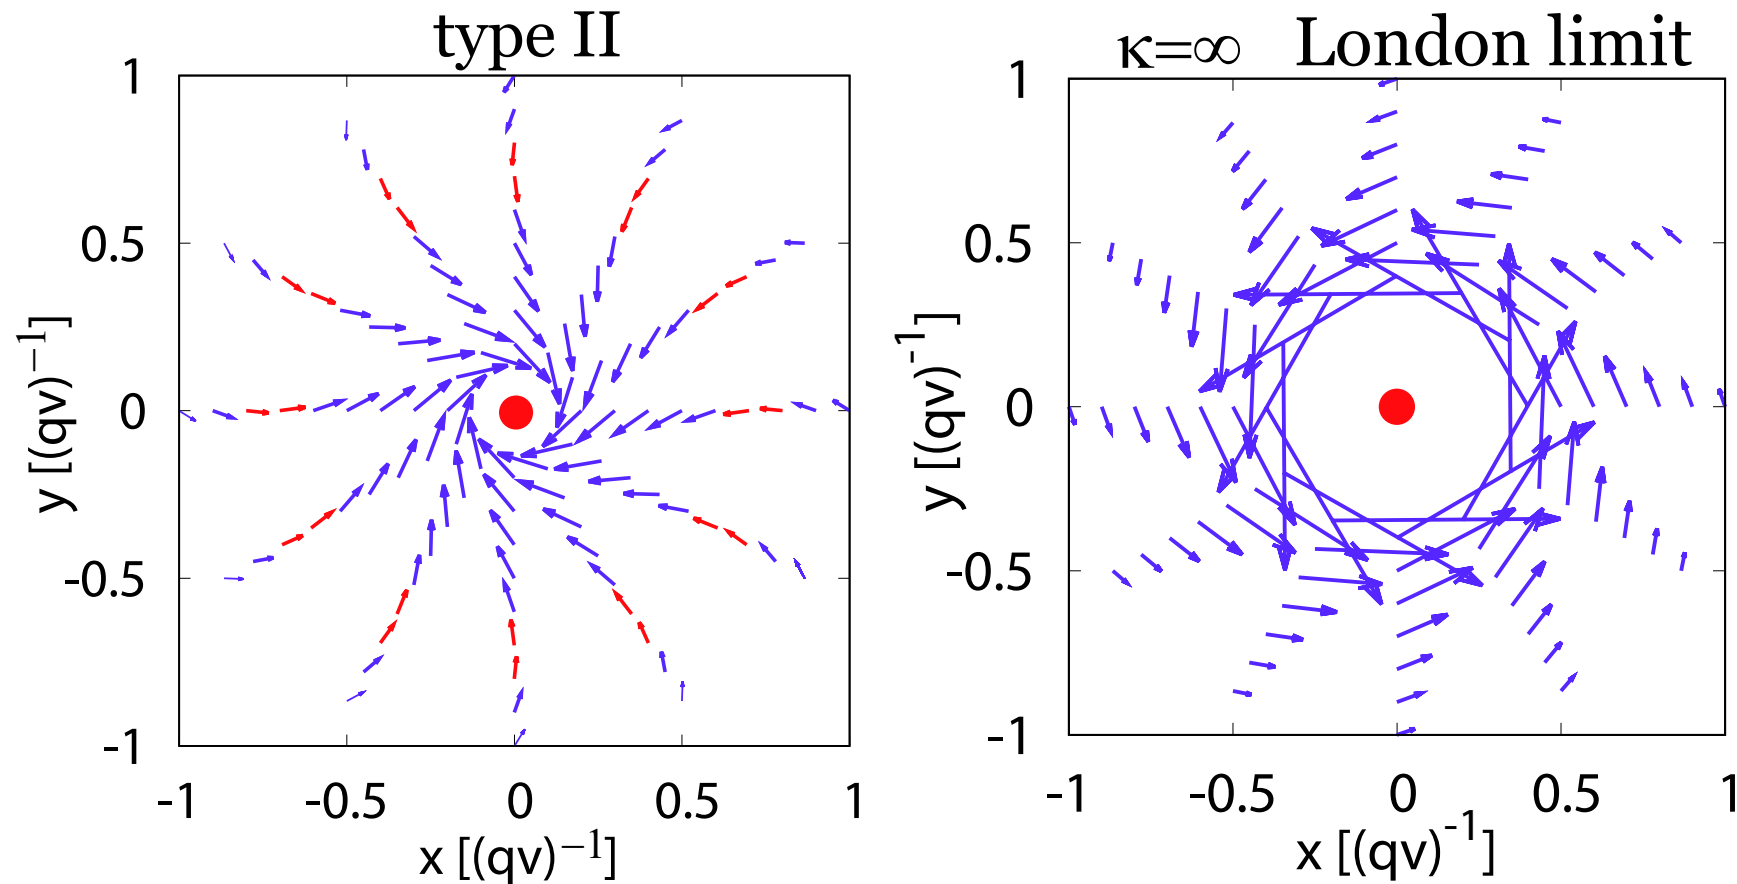 type II
1
0.5
0
-0.5
-1
-1 -0.5 0 0.5 1
x [(qv)−1]
y [(qv)−1]
κ=∞ London limit
1
0.5
0
-0.5
-1
-1 -0.5 0 0.5 1
x [(qv)-1]
y [(qv)-1]